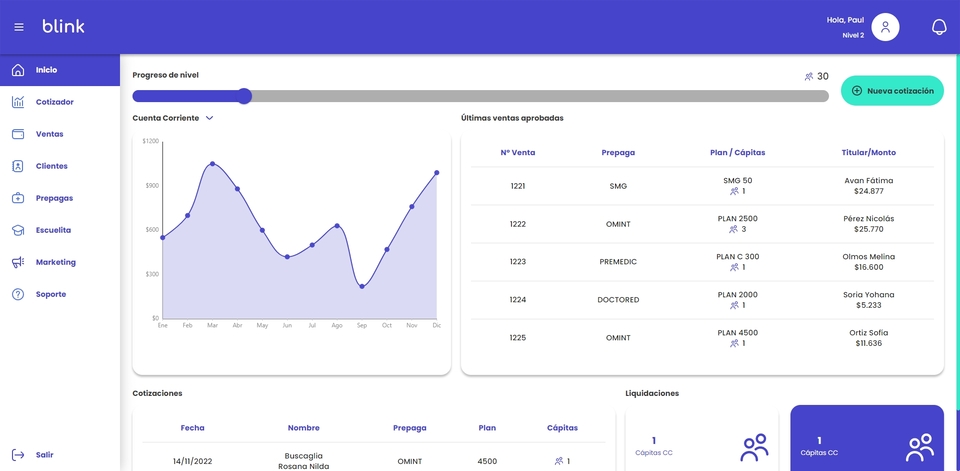 blink
Hola, Paul
Nivel 2
Inicio
Cotizador
Ventas
Clientes
Prepagas
Escuelita
Marketing
Soporte
Salir
Progreso de nivel
30
Nueva cotización
Cuenta Corriente
$1200
$900
$600
$300
$0
Ene Feb Mar Abr May Jun Jul Ago Sep Oct Nov Dic
Últimas ventas aprobadas
Nº Venta Prepaga Plan / Cápitas Titular/Monto
1221 SMG SMG 50 1 Avan Fátima $24.877
1222 OMINT PLAN 2500 3 Pérez Nicolás $25.770
1223 PREMEDIC PLAN C 300 1 Olmos Melina $16.600
1224 DOCTORED PLAN 2000 1 Soria Yohana $5.233
1225 OMINT PLAN 4500 1 Ortiz Sofía $11.636
Cotizaciones
Fecha Nombre Prepaga Plan Cápitas
14/11/2022 Buscaglia Rosana Nilda OMINT 4500 1
Liquidaciones
1
Cápitas CC
1
Cápitas CC